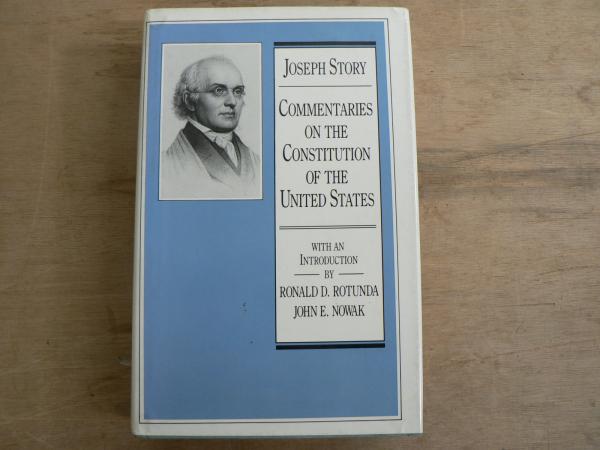 JOSEPH STORY
COMMENTARIES
ON THE
CONSTITUTION
OF THE
UNITED STATES
WITH AN
INTRODUCTION
BY
RONALD D. ROTUNDA
JOHN E. NOWAK